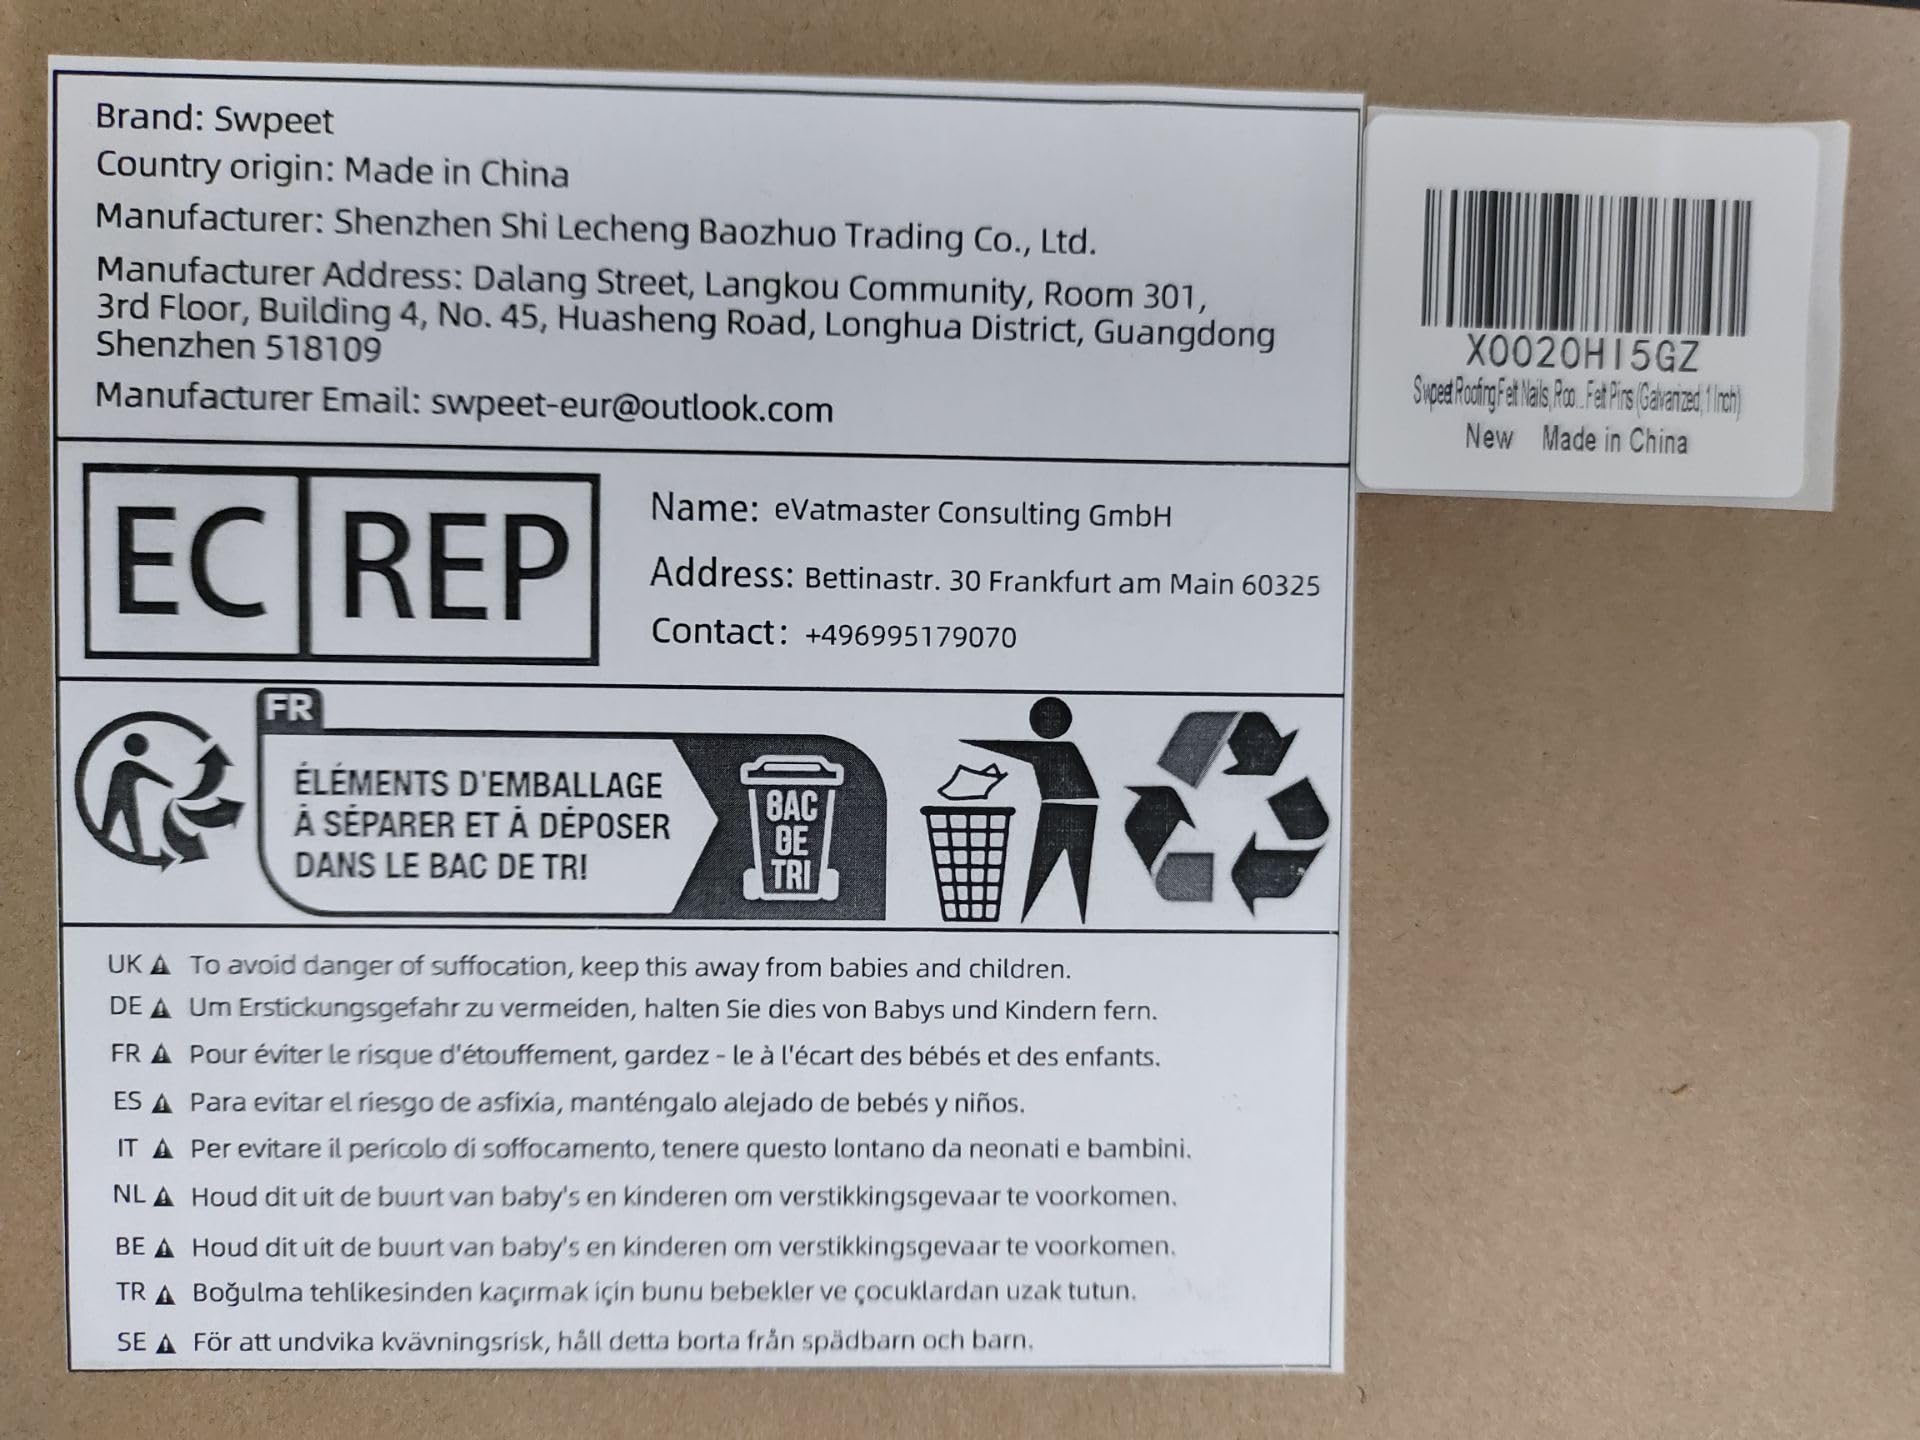 Brand: Swpeet
Country origin: Made in China
Manufacturer: Shenzhen Shi Lecheng Baozhuo Trading Co., Ltd.
Manufacturer Address: Dalang Street, Langkou Community, Room 301,
3rd Floor, Building 4, No. 45, Huasheng Road, Longhua District, Guangdong
Shenzhen 518109
Manufacturer Email: swpeet-eur@outlook.com
X0020HI5GZ
Swpeet Roofing Felt Nails, Roo...Felt Pins (Galvanized, 1 Inch)
New Made in China
EC REP
Name: eVatmaster Consulting GmbH
Address: Bettinastr. 30 Frankfurt am Main 60325
Contact: +496995179070
FR
ÉLÉMENTS D'EMBALLAGE
À SÉPARER ET À DÉPOSER
DANS LE BAC DE TRI
BAC
DE
TRI
UK To avoid danger of suffocation, keep this away from babies and children.
DE Um Erstickungsgefahr zu vermeiden, halten Sie dies von Babys und Kindern fern.
FR Pour éviter le risque d'étouffement, gardez - le à l'écart des bébés et des enfants.
ES Para evitar el riesgo de asfixia, manténgalo alejado de bebés y niños.
IT Per evitare il pericolo di soffocamento, tenere questo lontano da neonati e bambini.
NL Houd dit uit de buurt van baby's en kinderen om verstikkingsgevaar te voorkomen.
BE Houd dit uit de buurt van baby's en kinderen om verstikkingsgevaar te voorkomen.
TR Boğulma tehlikesinden kaçırmak için bunu bebekler ve çocuklardan uzak tutun.
SE För att undvika kvävningsrisk, håll detta borta från spädbarn och barn.